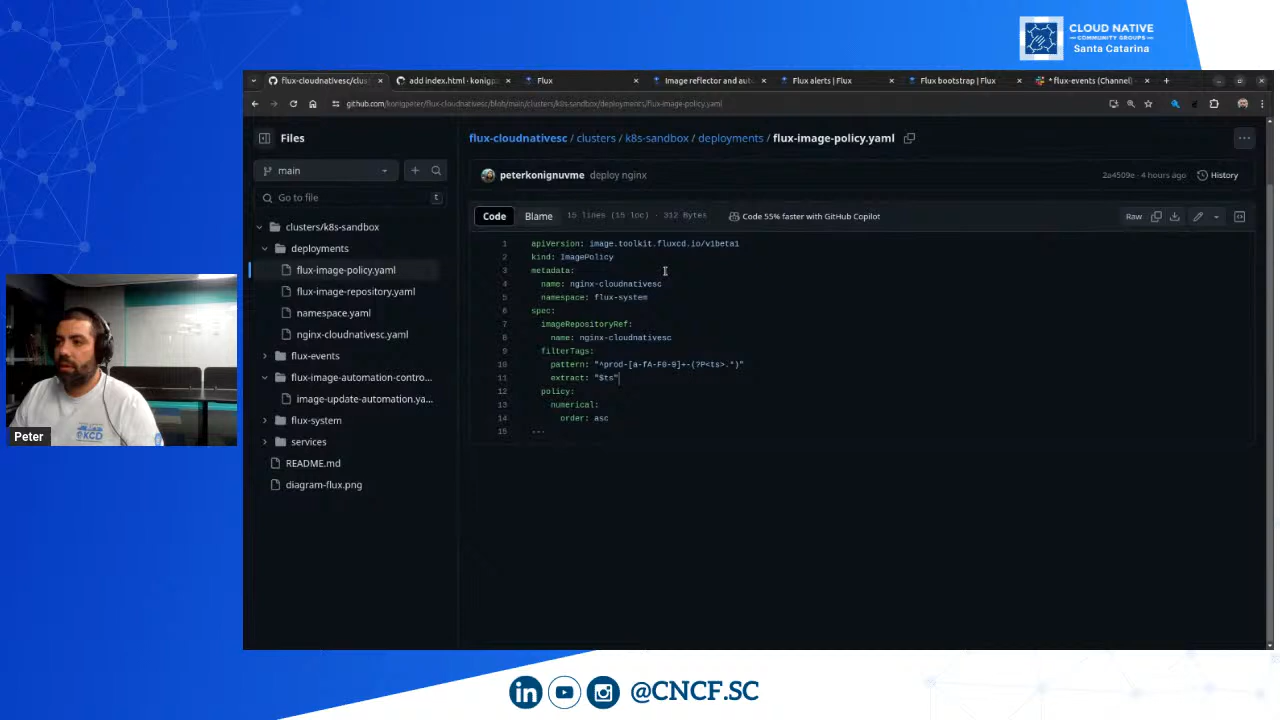 CLOUD NATIVE
COMMUNITY GROUPS
Santa Catarina
flux-cloudnativesc/clus
add index.html · konigp
Flux
Image reflector and aut
Flux alerts | Flux
Flux bootstrap | Flux
* flux-events (Channel)
github.com/konigpeter/flux-cloudnativesc/blob/main/clusters/k8s-sandbox/deployments/flux-image-policy.yaml
Files
flux-cloudnativesc / clusters / k8s-sandbox / deployments / flux-image-policy.yaml
main
peterkonignuvme deploy nginx
2a4509e · 4 hours ago
History
Go to file
t
Code
Blame
15 lines (15 loc) · 312 Bytes
Code 55% faster with GitHub Copilot
Raw
clusters/k8s-sandbox
deployments
flux-image-policy.yaml
flux-image-repository.yaml
namespace.yaml
nginx-cloudnativesc.yaml
flux-events
flux-image-automation-contro...
image-update-automation.ya...
flux-system
services
README.md
diagram-flux.png
1 apiVersion: image.toolkit.fluxcd.io/v1beta1
2 kind: ImagePolicy
3 metadata:
4 name: nginx-cloudnativesc
5 namespace: flux-system
6 spec:
7 imageRepositoryRef:
8 name: nginx-cloudnativesc
9 filterTags:
10 pattern: "^prod-[a-fA-F0-9]+-(?P<ts>.*)"
11 extract: "$ts"
12 policy:
13 numerical:
14 order: asc
15 ---
KCD
Peter
@CNCF.SC